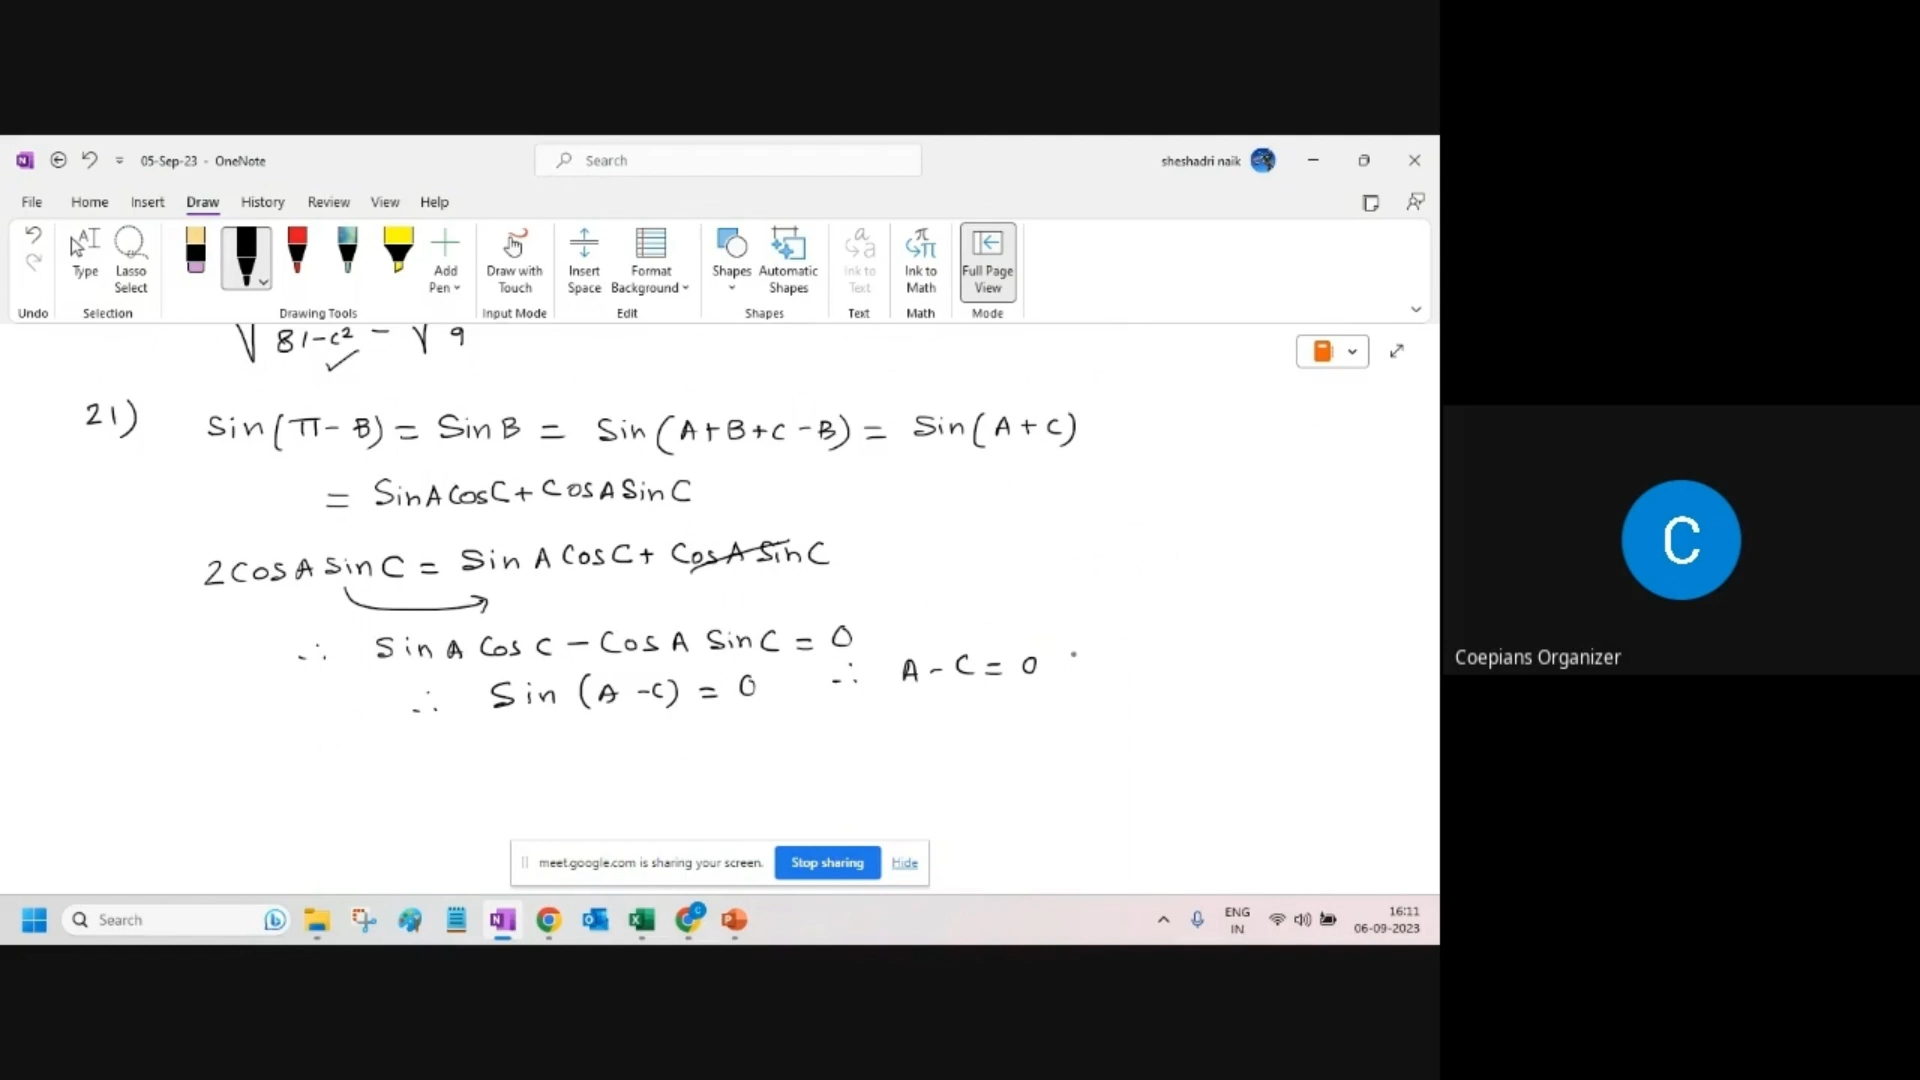 05-Sep-23 - OneNote
Search
sheshadri naik
File Home Insert Draw History Review View Help
Type
Lasso Select
Add Pen
Draw with Touch
Insert Space
Format Background
Shapes
Automatic Shapes
Ink to Text
Ink to Math
Full Page View
Undo Selection Drawing Tools Input Mode Edit Shapes Text Math Mode
√81-c² - √9
21) Sin(π-B) = SinB = Sin(A+B+C-B) = Sin(A+C)
= SinA CosC + CosA SinC
2CosA SinC = SinA CosC + CosA SinC
∴ SinA CosC - CosA SinC = 0
∴ Sin(A-C) = 0 ∴ A-C = 0
C
Coepians Organizer
meet.google.com is sharing your screen. Stop sharing Hide
Search
ENG IN
16:11
06-09-2023